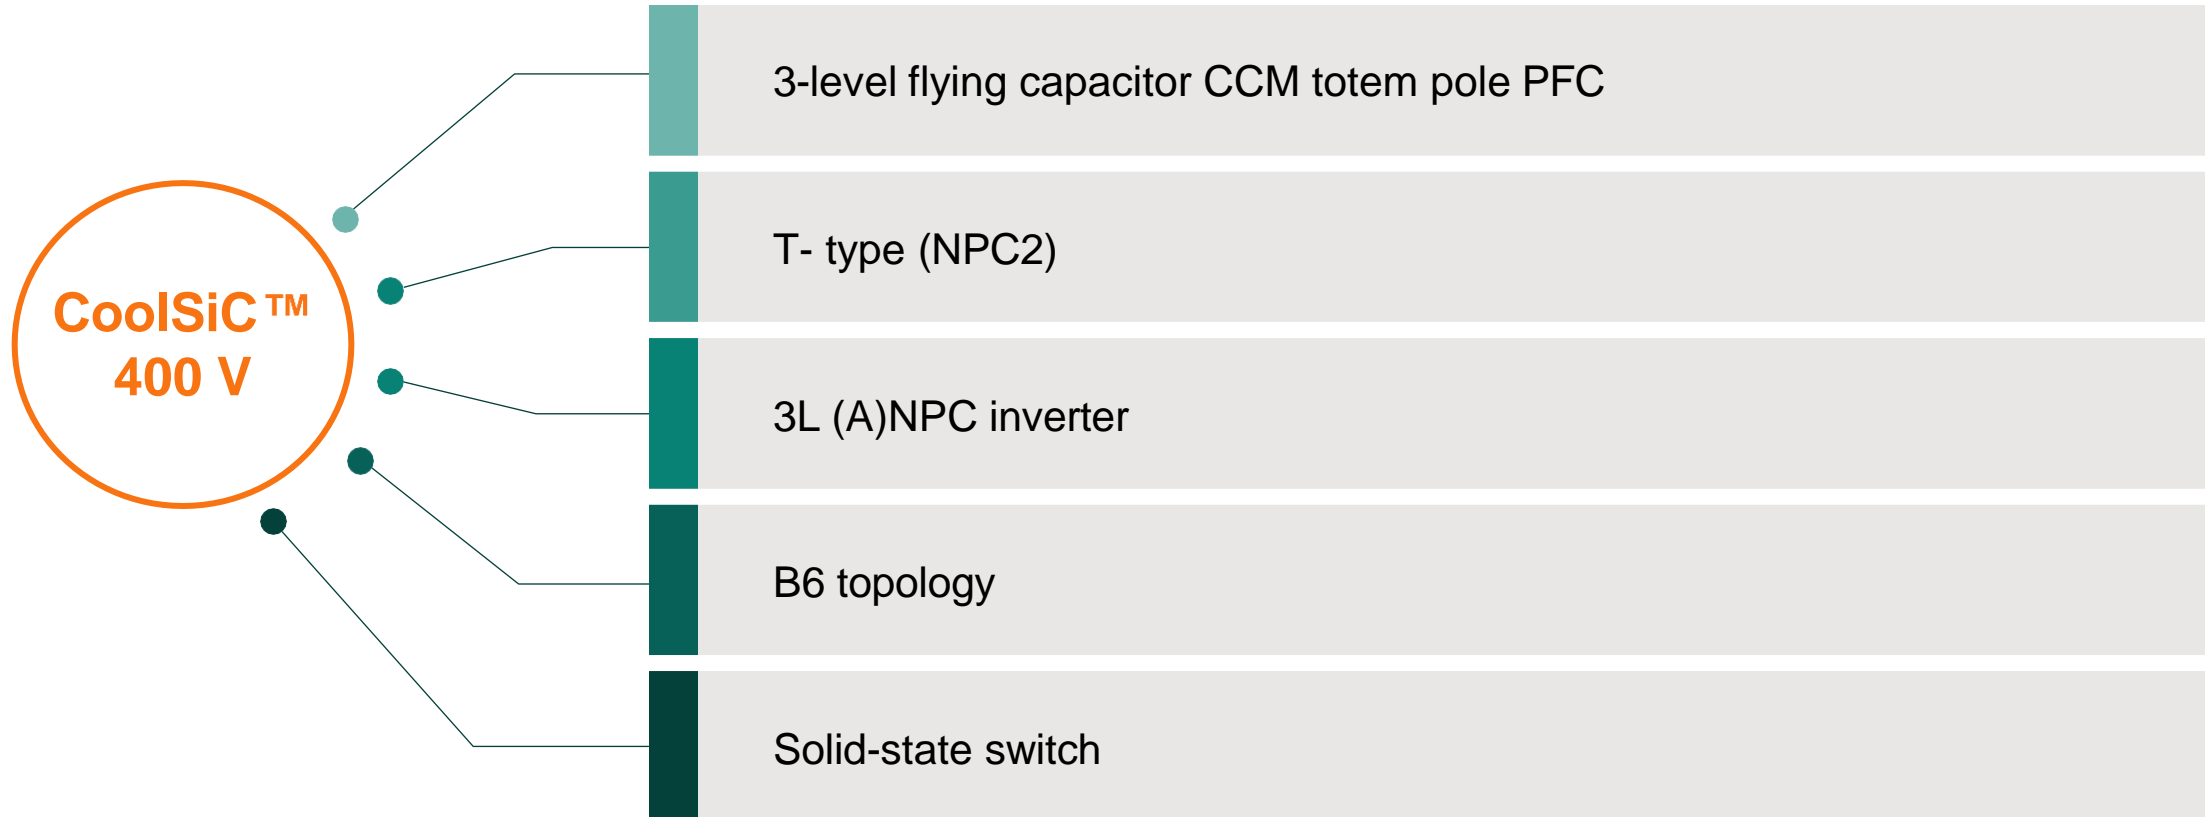 3-level flying capacitor CCM totem pole PFC
T- type (NPC2)
CoolSiC™
400 V
3L (A)NPC inverter
B6 topology
Solid-state switch